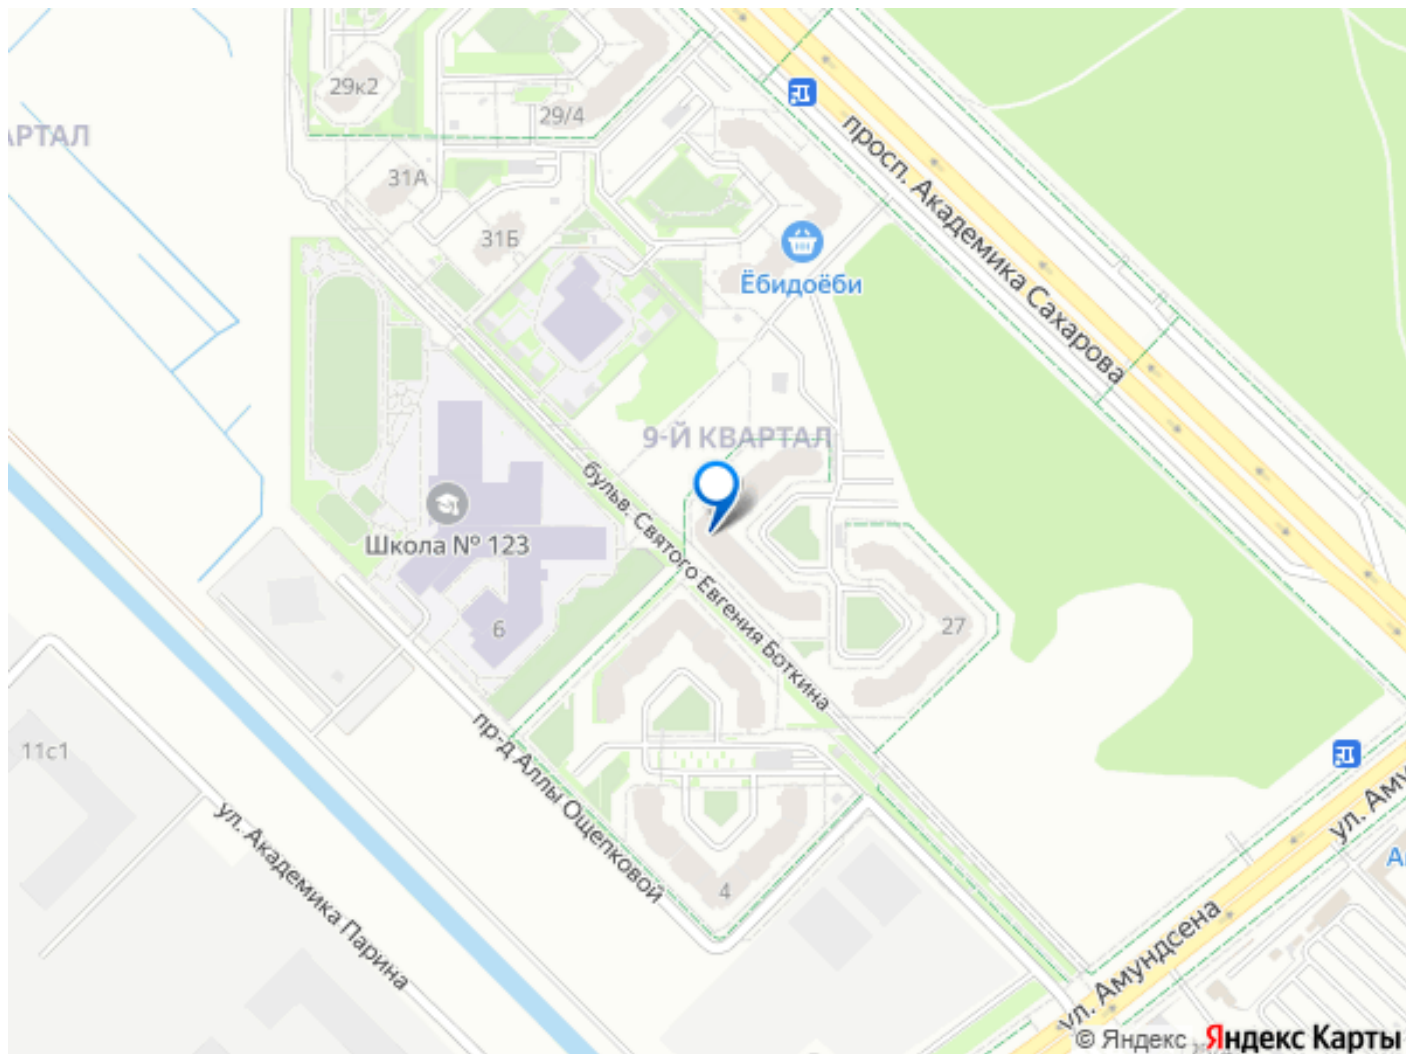 29к2
29/4
АРТАЛ
31А
31Б
просп. Академика Сахарова
Ёбидоёби
9-Й КВАРТАЛ
бульв. Святого Евгения Боткина
Школа № 123
6
27
11с1
пр-д Аллы Ощепковой
ул. Академика Парина
4
ул. Аму
А
ул. Амундсена
© Яндекс Яндекс Карты